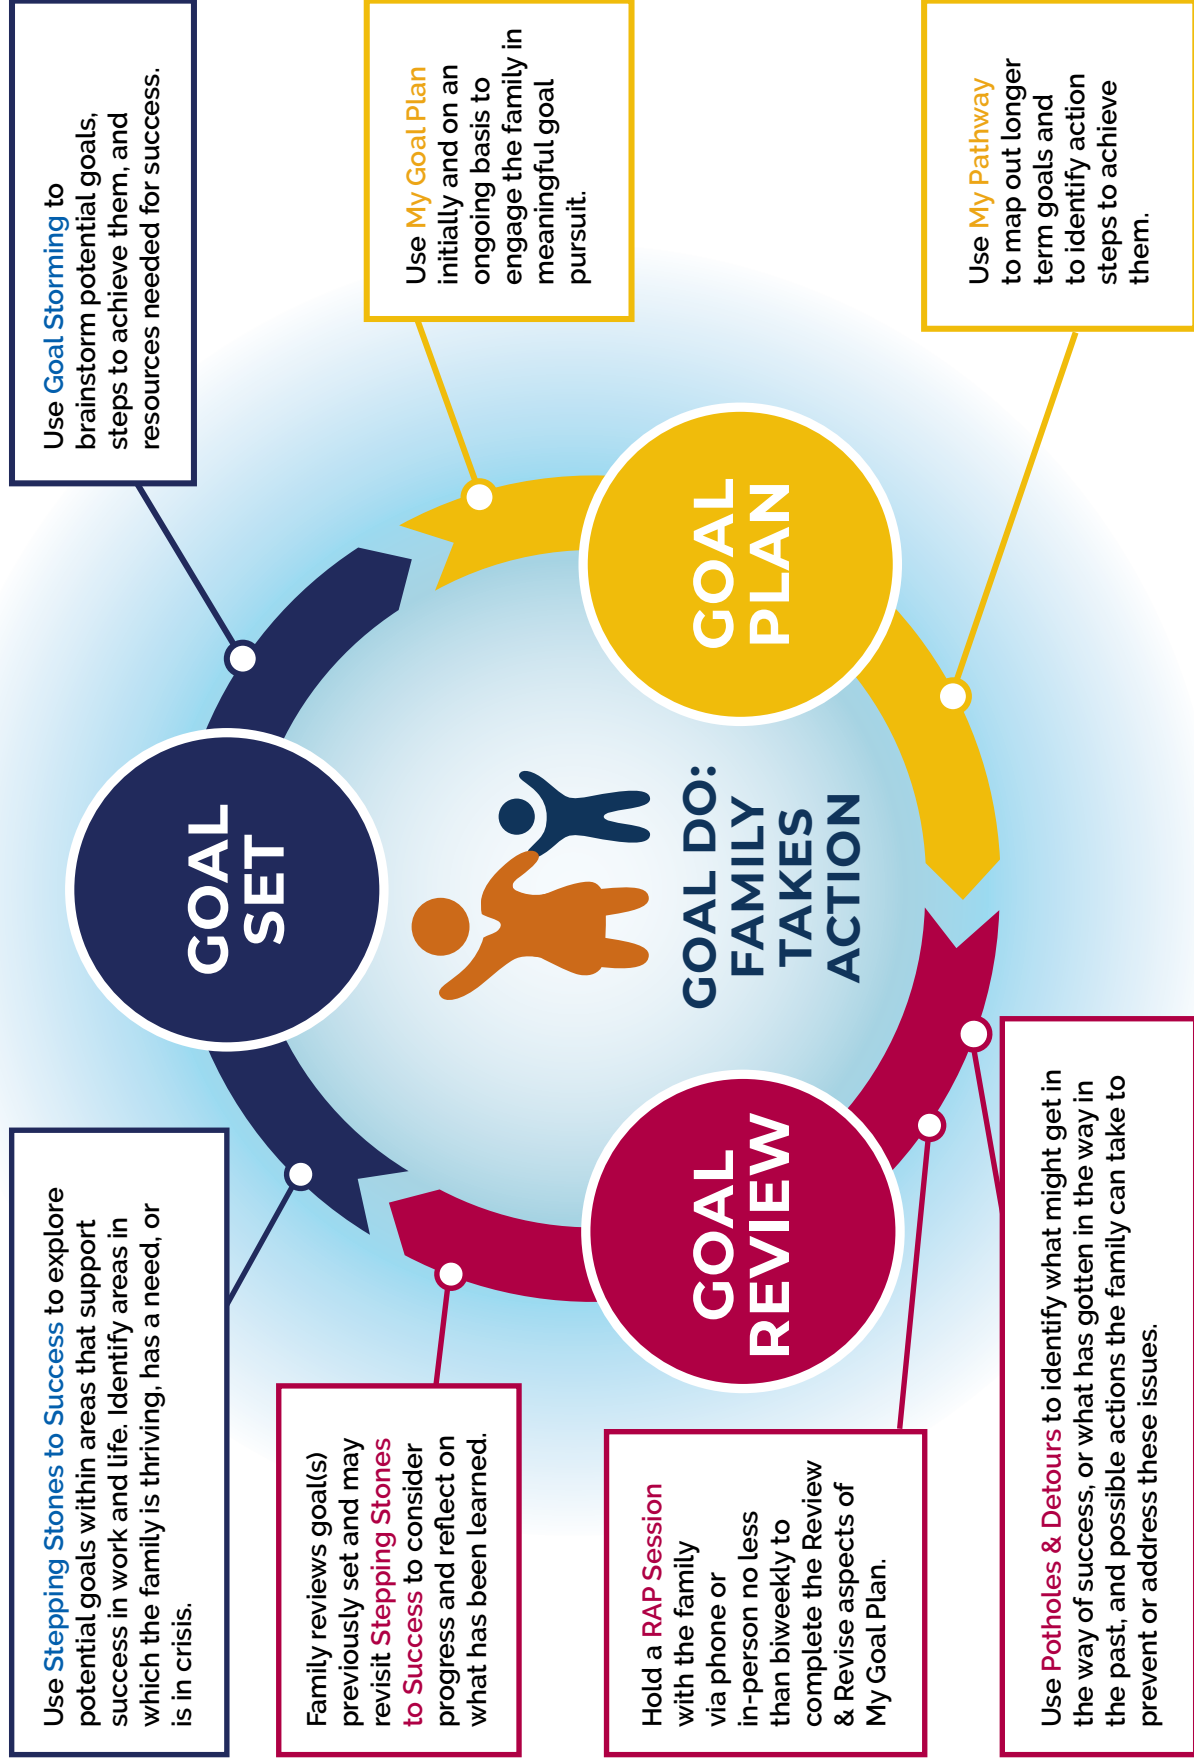 Use Stepping Stones to Success to explore
potential goals within areas that support
success in work and life. Identify areas in
which the family is thriving, has a need, or
is in crisis.
Use Goal Storming to
brainstorm potential goals,
steps to achieve them, and
resources needed for success.
GOAL
SET
Family reviews goal(s)
previously set and may
revisit Stepping Stones
to Success to consider
progress and reflect on
what has been learned.
Use My Goal Plan
initially and on an
ongoing basis to
engage the family in
meaningful goal
pursuit.
GOAL DO:
FAMILY
TAKES
ACTION
GOAL
REVIEW
GOAL
PLAN
Hold a RAP Session
with the family
via phone or
in-person no less
than biweekly to
complete the Review
& Revise aspects of
My Goal Plan.
Use My Pathway
to map out longer
term goals and
to identify action
steps to achieve
them.
Use Potholes & Detours to identify what might get in
the way of success, or what has gotten in the way in
the past, and possible actions the family can take to
prevent or address these issues.